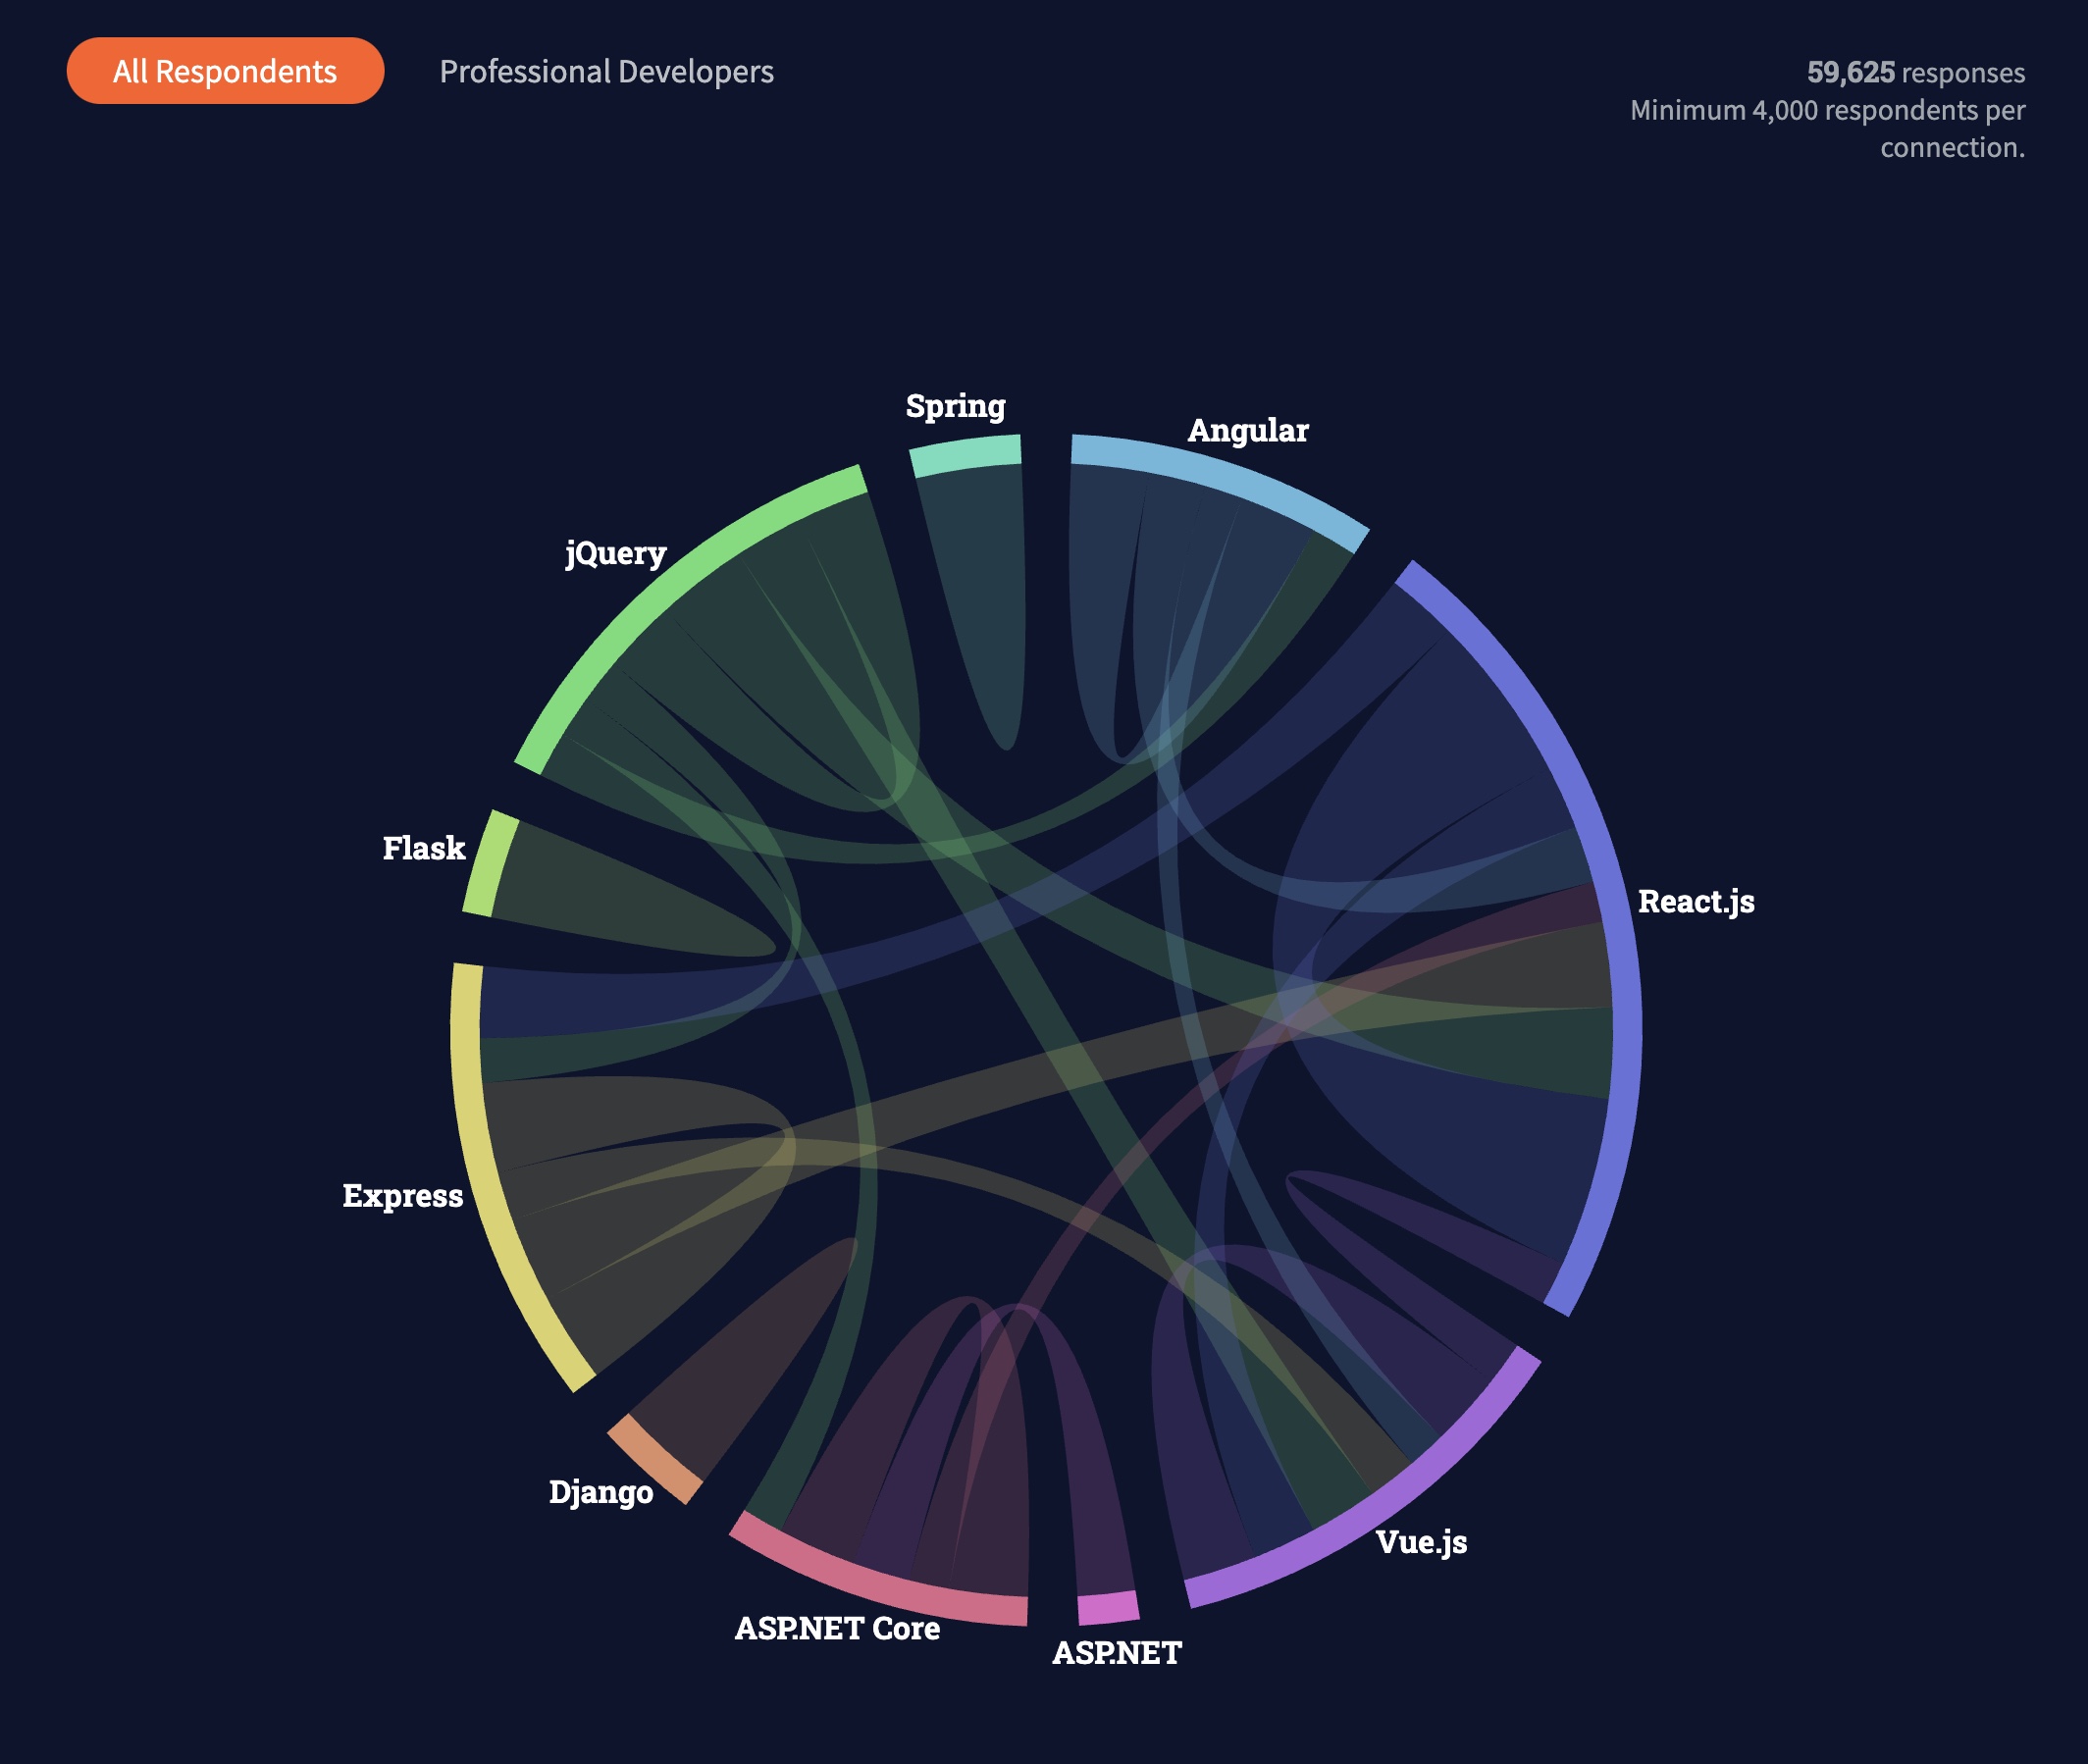 All Respondents
Professional Developers
59,625 responses
Minimum 4,000 respondents per
connection.
Spring
Angular
jQuery
Flask
React.js
Express
Django
Vue.js
ASP.NET Core
ASP.NET